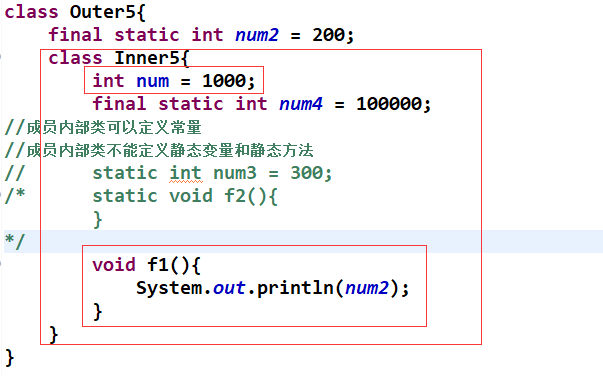 class Outer5{
    final static int num2 = 200;
    class Inner5{
        int num = 1000;
        final static int num4 = 100000;
//成员内部类可以定义常量
//成员内部类不能定义静态变量和静态方法
//      static int num3 = 300;
/*      static void f2(){
        }
*/
        void f1(){
            System.out.println(num2);
        }
    }
}